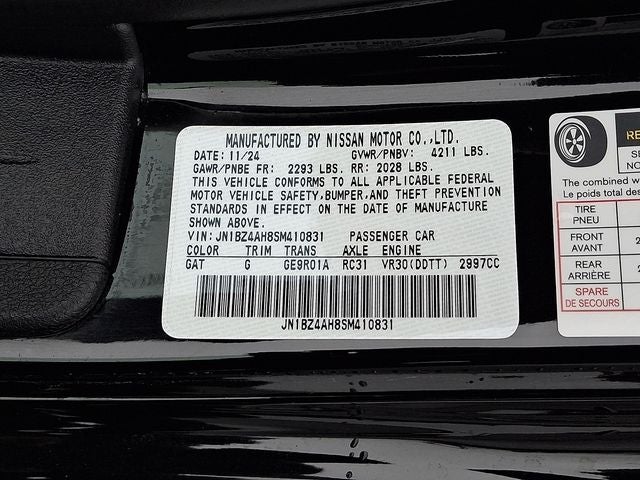 MANUFACTURED BY NISSAN MOTOR CO.,LTD.
DATE: 11/24 GVWR/PNBV: 4211 LBS.
GAWR/PNBE FR: 2293 LBS. RR: 2028 LBS.
THIS VEHICLE CONFORMS TO ALL APPLICABLE FEDERAL
MOTOR VEHICLE SAFETY,BUMPER,AND THEFT PREVENTION
STANDARDS IN EFFECT ON THE DATE OF MANUFACTURE
SHOWN ABOVE.
VIN: JN1BZ4AH8SM410831 PASSENGER CAR
COLOR TRIM TRANS AXLE ENGINE
GAT G GE9R01A RC31 VR30(DDTT) 2997CC
JN1BZ4AH8SM410831
The combined w
Le poids total des
TIRE
PNEU
FRONT
AVANT
REAR
ARRIÈRE
SPARE
DE SECOURS